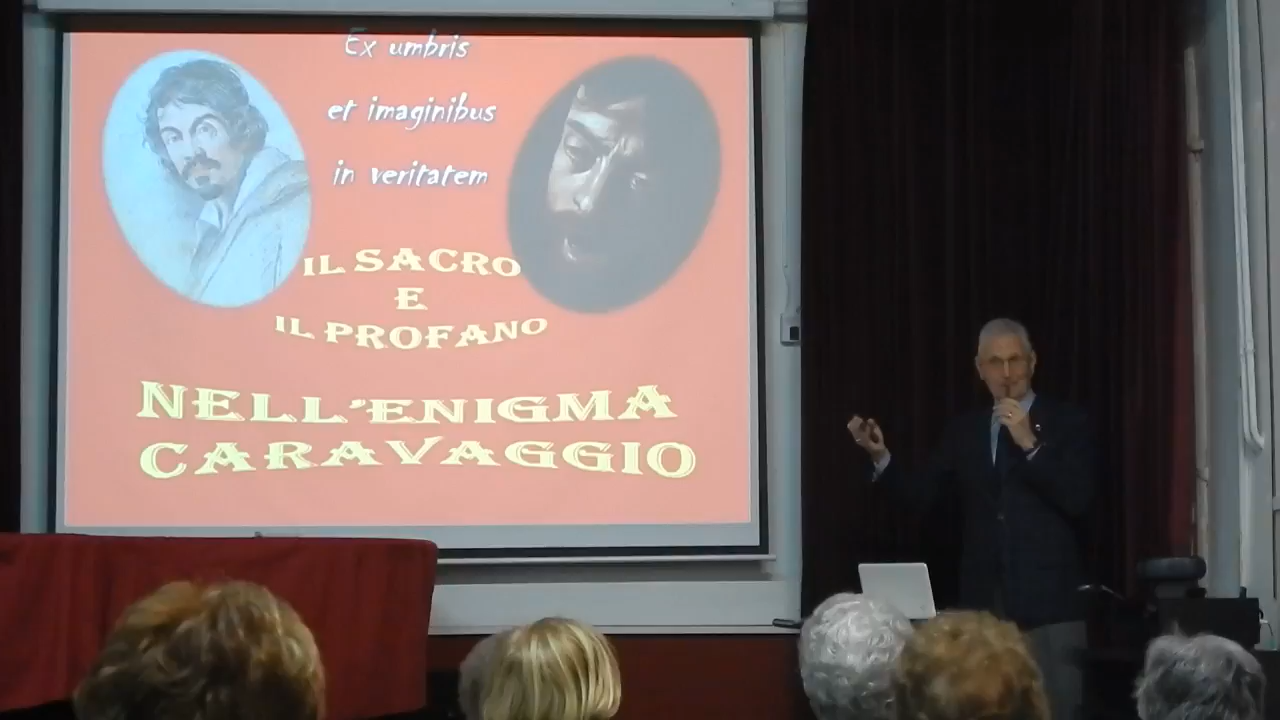 Ex umbris
et imaginibus
in veritatem
IL SACRO
E
IL PROFANO
NELL'ENIGMA
CARAVAGGIO